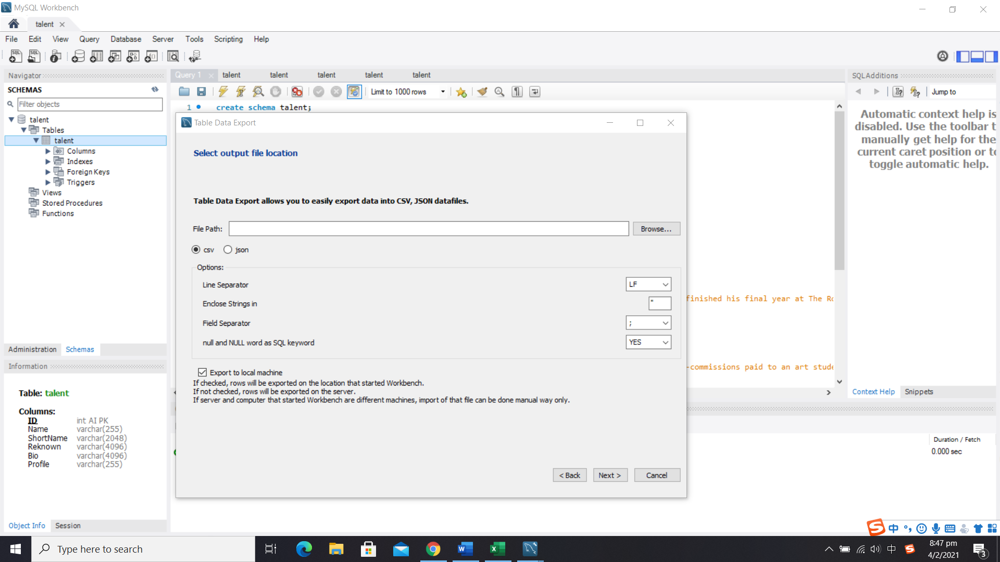 MySQL Workbench
talent
File Edit View Query Database Server Tools Scripting Help
Navigator
SCHEMAS
Filter objects
talent
Tables
talent
Columns
Indexes
Foreign Keys
Triggers
Views
Stored Procedures
Functions
Administration Schemas
Information
Table: talent
Columns:
ID int AI PK
Name varchar(255)
ShortName varchar(2048)
Reknown varchar(4096)
Bio varchar(4096)
Profile varchar(255)
Object Info Session
Query 1 talent talent talent talent talent
Limit to 1000 rows
1 create schema talent;
Table Data Export
Select output file location
Table Data Export allows you to easily export data into CSV, JSON datafiles.
File Path: Browse...
csv json
Options:
Line Separator LF
Enclose Strings in "
Field Separator ;
null and NULL word as SQL keyword YES
Export to local machine
If checked, rows will be exported on the location that started Workbench.
If not checked, rows will be exported on the server.
If server and computer that started Workbench are different machines, import of that file can be done manual way only.
< Back Next > Cancel
finished his final year at The Ro
-commissions paid to an art stude
SQLAdditions
Jump to
Automatic context help is
disabled. Use the toolbar t
manually get help for the
current caret position or to
toggle automatic help.
Context Help Snippets
Duration / Fetch
0.000 sec
中
Type here to search
中
8:47 pm
4/2/2021
3